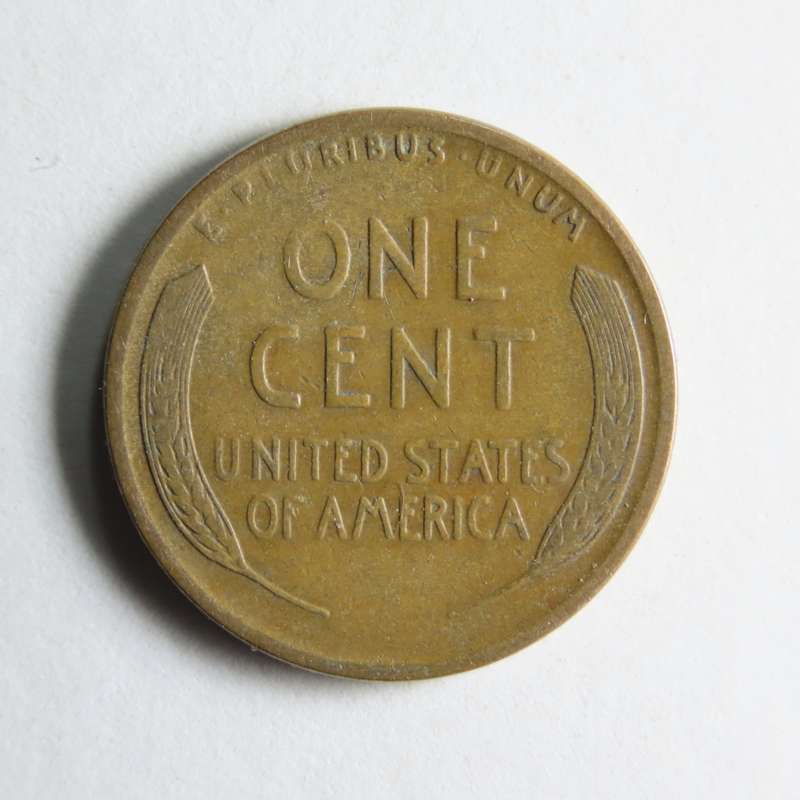 E·PLURIBUS·UNUM
ONE
CENT
UNITED STATES
OF AMERICA